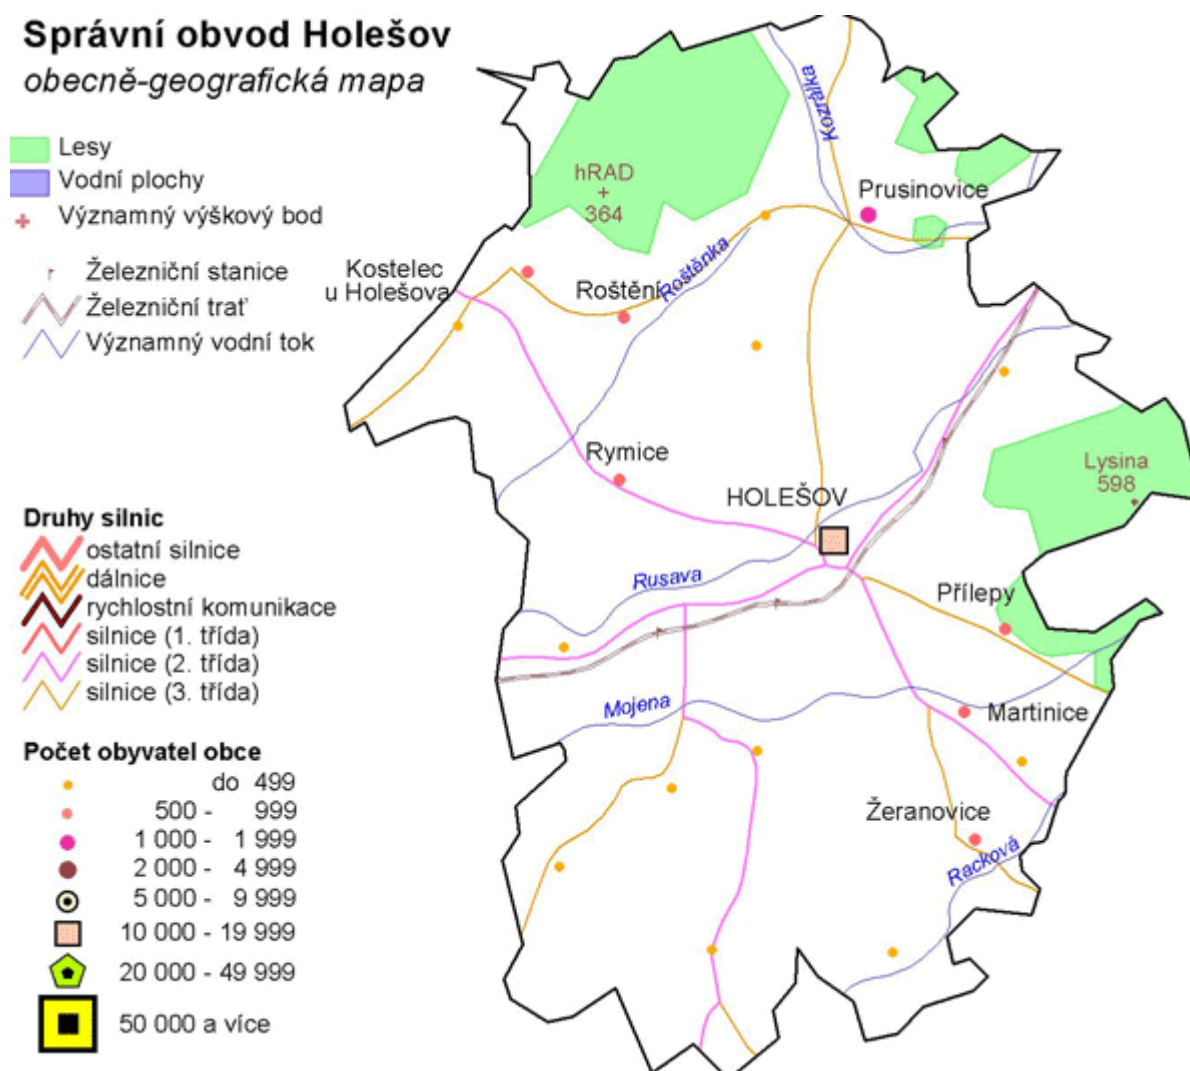 Správní obvod Holešov
obecně-geografická mapa
Lesy
Vodní plochy
Významný výškový bod
Železniční stanice
Železniční trať
Významný vodní tok
Druhy silnic
ostatní silnice
dálnice
rychlostní komunikace
silnice (1. třída)
silnice (2. třída)
silnice (3. třída)
Počet obyvatel obce
do 499
500 - 999
1 000 - 1 999
2 000 - 4 999
5 000 - 9 999
10 000 - 19 999
20 000 - 49 999
50 000 a více
Kozrálka
hRAD
364
Prusinovice
Kostelec
u Holešova
Roštění
Roštěnka
Rymice
HOLEŠOV
Lysina
598
Rusava
Přílepy
Mojena
Martinice
Žeranovice
Racková